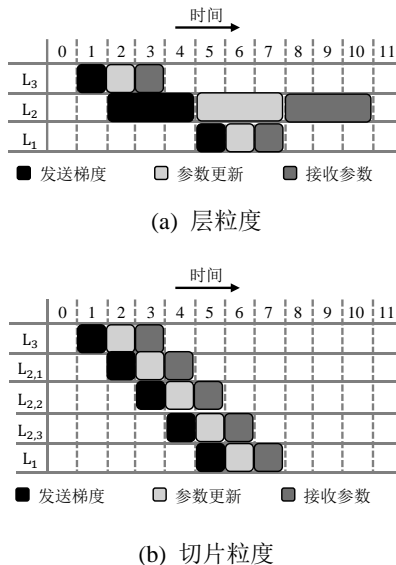 时间
0 1 2 3 4 5 6 7 8 9 10 11
L₃
L₂
L₁
发送梯度 参数更新 接收参数
(a) 层粒度
时间
0 1 2 3 4 5 6 7 8 9 10 11
L₃
L₂,₁
L₂,₂
L₂,₃
L₁
发送梯度 参数更新 接收参数
(b) 切片粒度